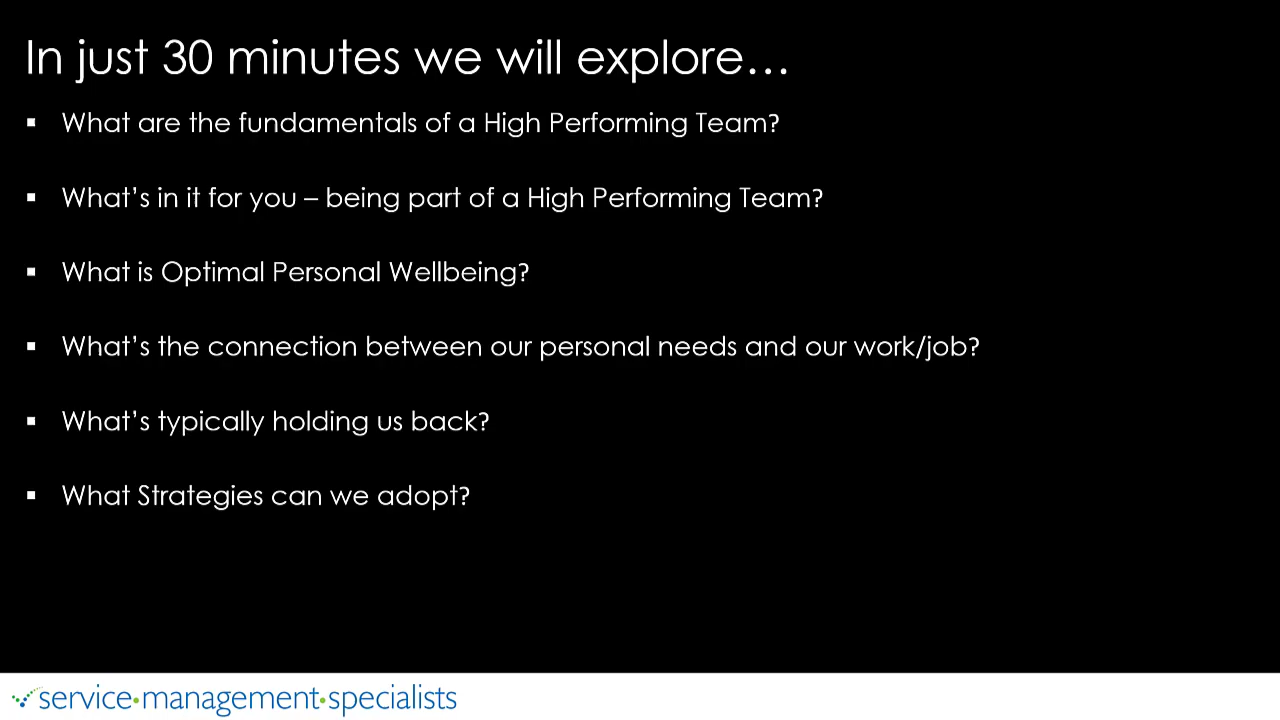 In just 30 minutes we will explore…
▪ What are the fundamentals of a High Performing Team?
▪ What's in it for you – being part of a High Performing Team?
▪ What is Optimal Personal Wellbeing?
▪ What's the connection between our personal needs and our work/job?
▪ What's typically holding us back?
▪ What Strategies can we adopt?
service•management•specialists